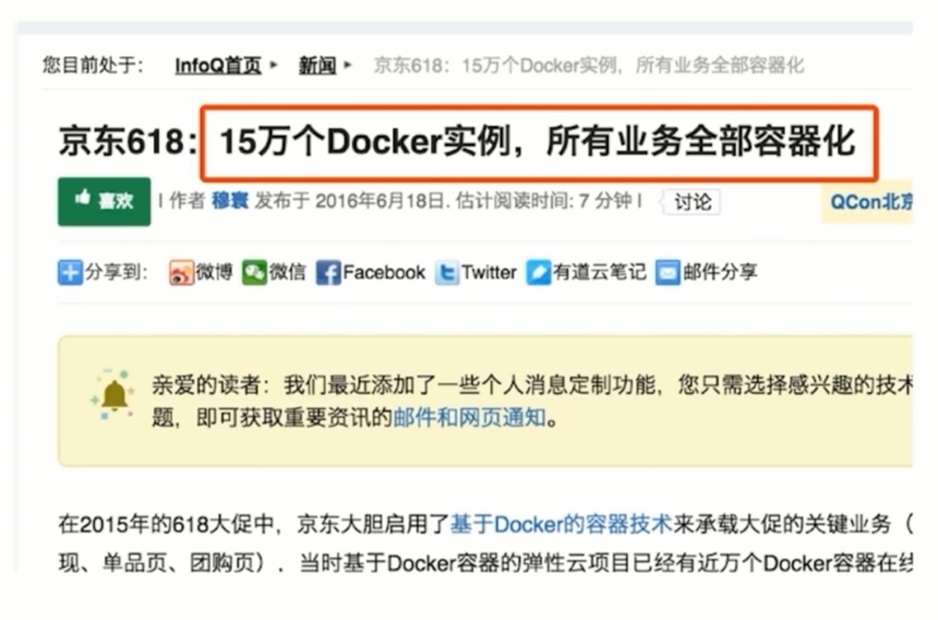 您目前处于： InfoQ首页 ▸ 新闻 ▸ 京东618：15万个Docker实例，所有业务全部容器化
京东618：15万个Docker实例，所有业务全部容器化
喜欢 | 作者 穆寰 发布于 2016年6月18日. 估计阅读时间: 7 分钟 | 讨论 QCon北京
分享到： 微博 微信 Facebook Twitter 有道云笔记 邮件分享
亲爱的读者：我们最近添加了一些个人消息定制功能，您只需选择感兴趣的技术
题，即可获取重要资讯的邮件和网页通知。
在2015年的618大促中，京东大胆启用了基于Docker的容器技术来承载大促的关键业务（
现、单品页、团购页），当时基于Docker容器的弹性云项目已经有近万个Docker容器在线